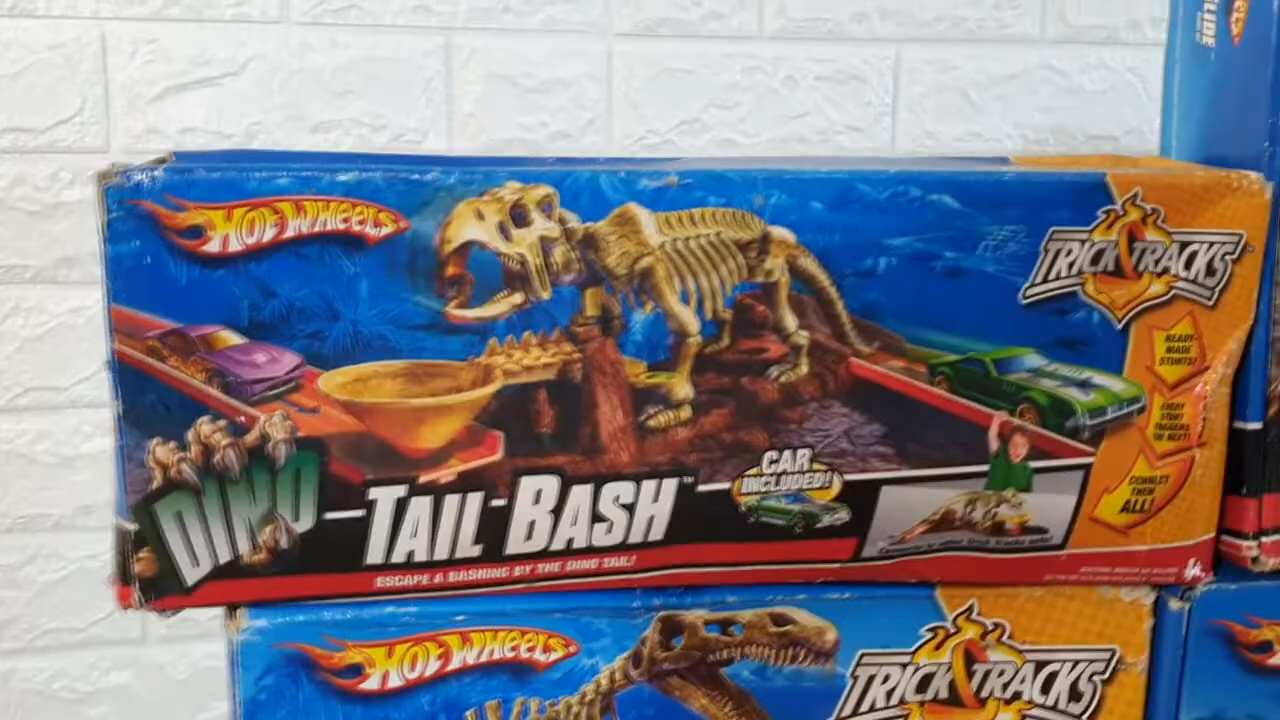 HOT WHEELS
TRICK TRACKS
READY-
MADE
STUNTS!
EVERY
STUNT
TRIGGERS
THE NEXT!
CONNECT
THEM
ALL!
CAR
INCLUDED!
DINO
TAIL-BASH™
ESCAPE A BASHING BY THE DINO TAIL!
HOT WHEELS
TRICK TRACKS